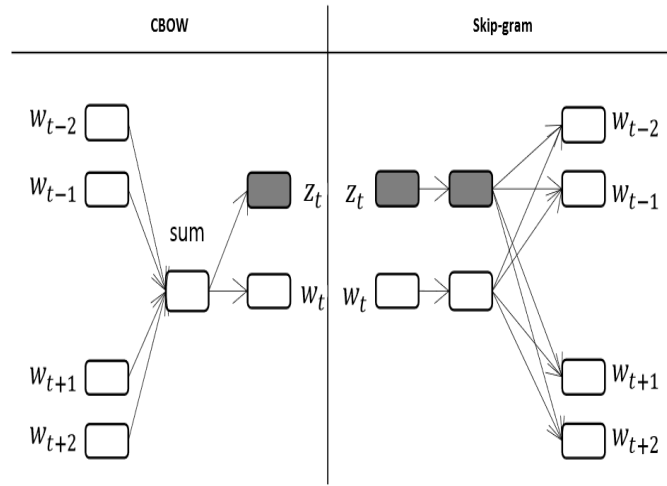 CBOW
w_{t-2}
w_{t-1}
sum
z_t
w_t
w_{t+1}
w_{t+2}
Skip-gram
z_t
w_t
w_{t-2}
w_{t-1}
w_{t+1}
w_{t+2}